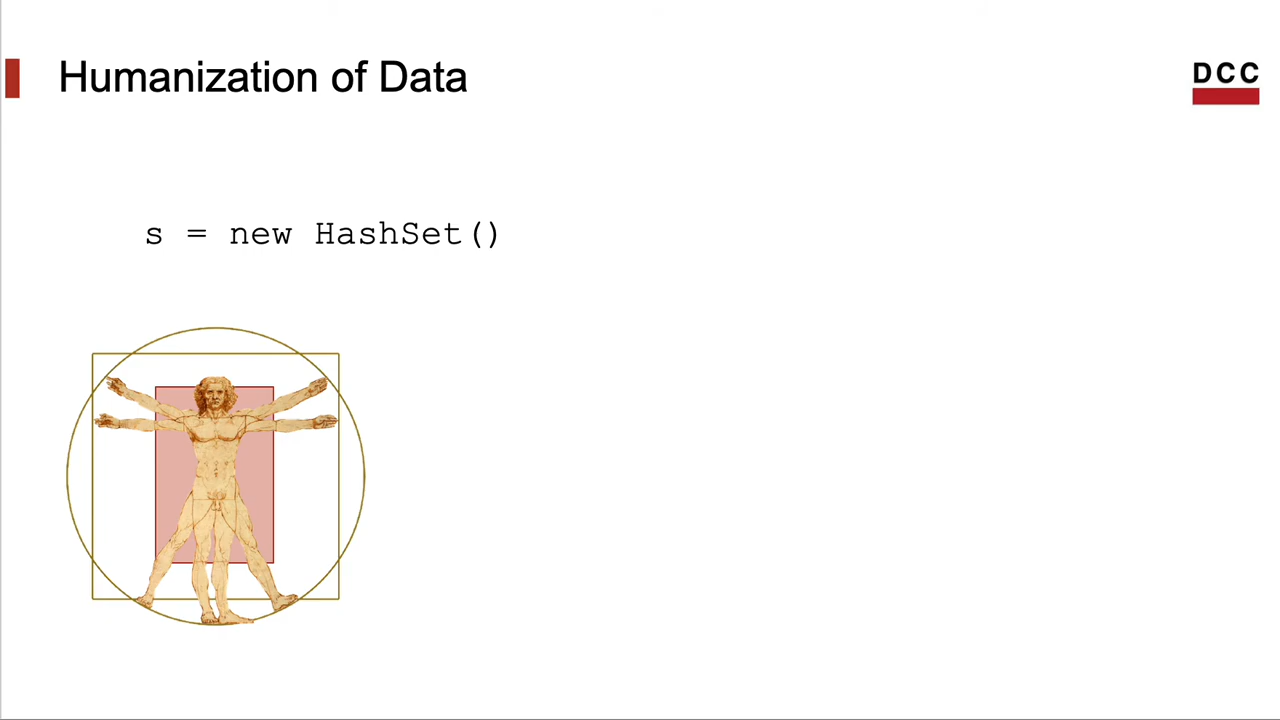 Humanization of Data
DCC
s = new HashSet()